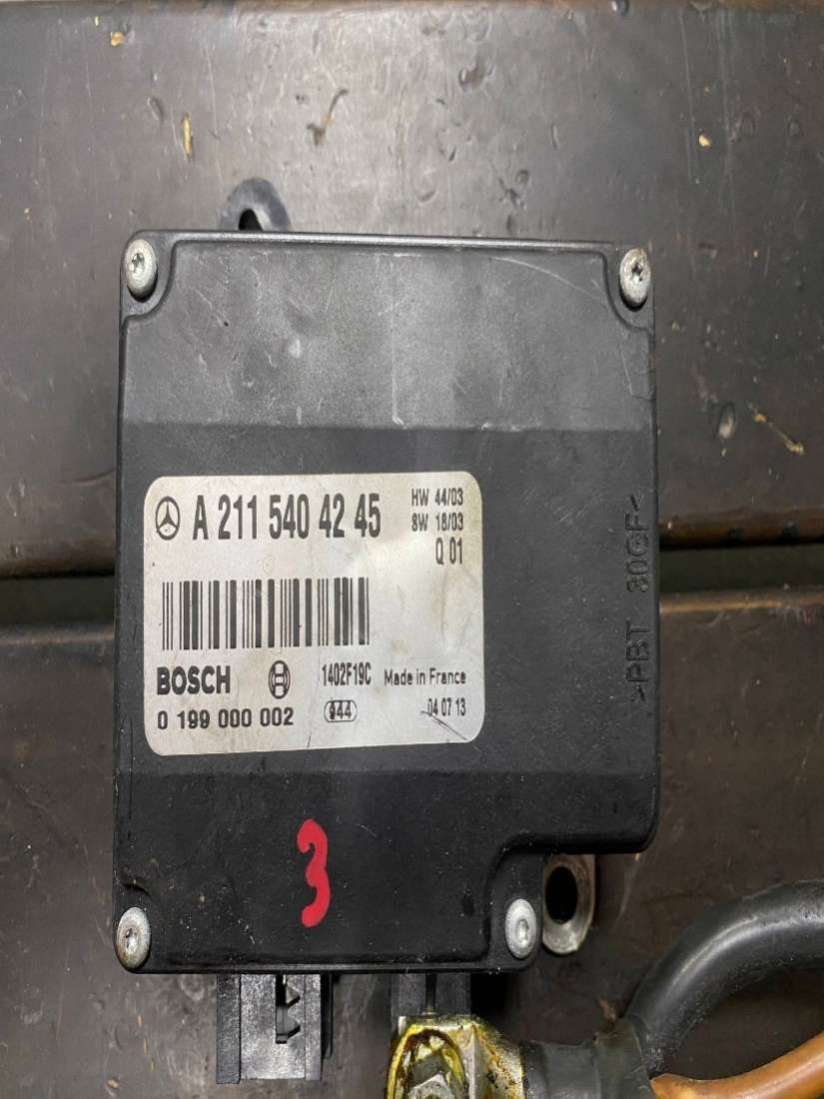 A 211 540 42 45
HW 44/03
SW 18/03
Q 01
BOSCH
1402F19C Made in France
0 199 000 002 944 04 07 13
>PBT 30GF<
3